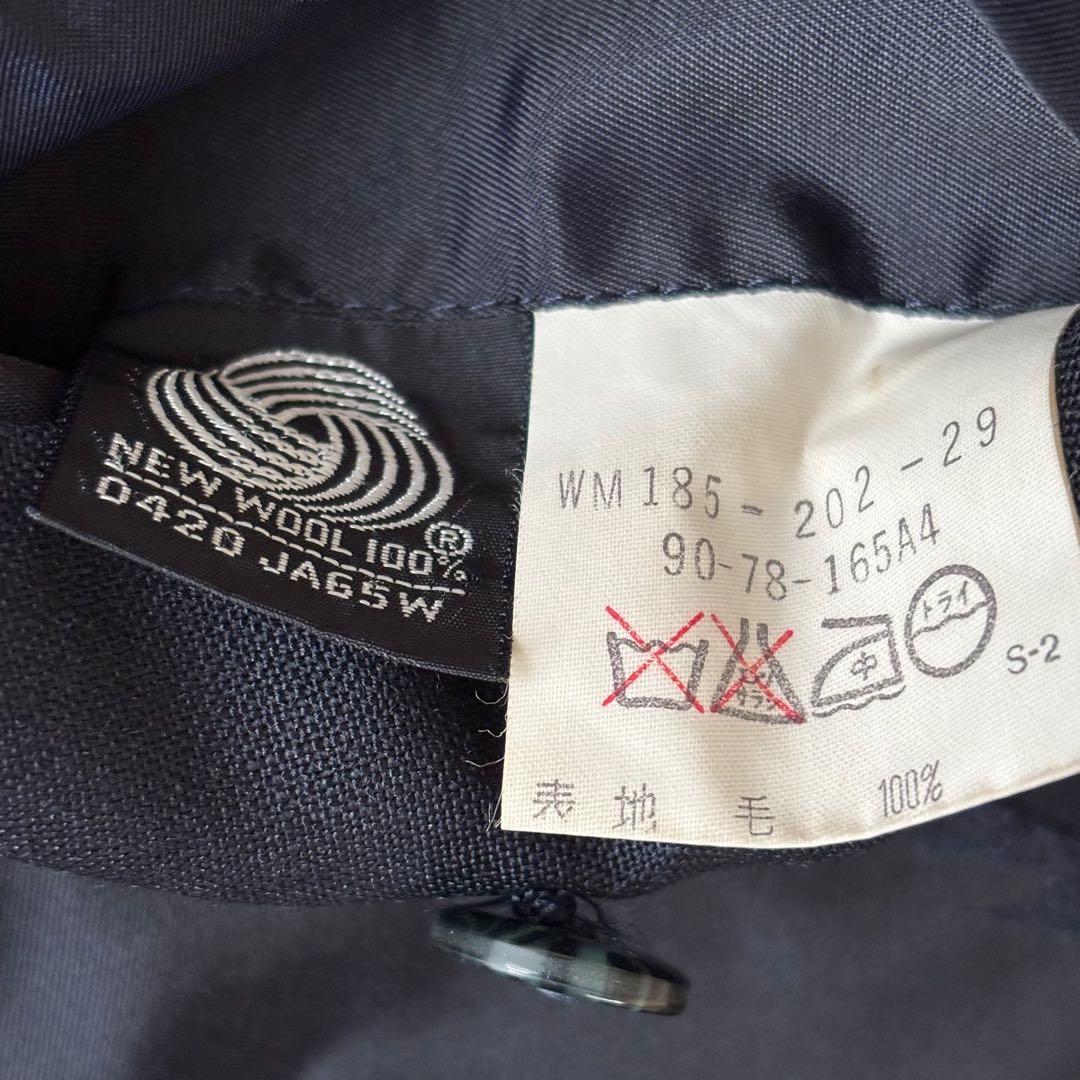 NEW WOOL 100%
®
0420 JA65W
WM 185-202-29
90-78-165A4
中
ドライ
S-2
表地 毛 100%